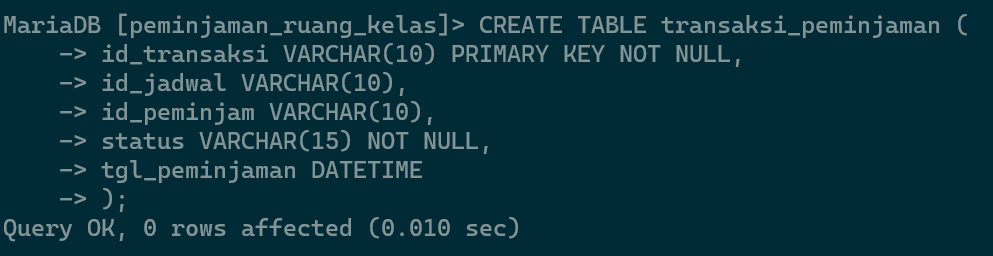 MariaDB [peminjaman_ruang_kelas]> CREATE TABLE transaksi_peminjaman (
    -> id_transaksi VARCHAR(10) PRIMARY KEY NOT NULL,
    -> id_jadwal VARCHAR(10),
    -> id_peminjam VARCHAR(10),
    -> status VARCHAR(15) NOT NULL,
    -> tgl_peminjaman DATETIME
    -> );
Query OK, 0 rows affected (0.010 sec)